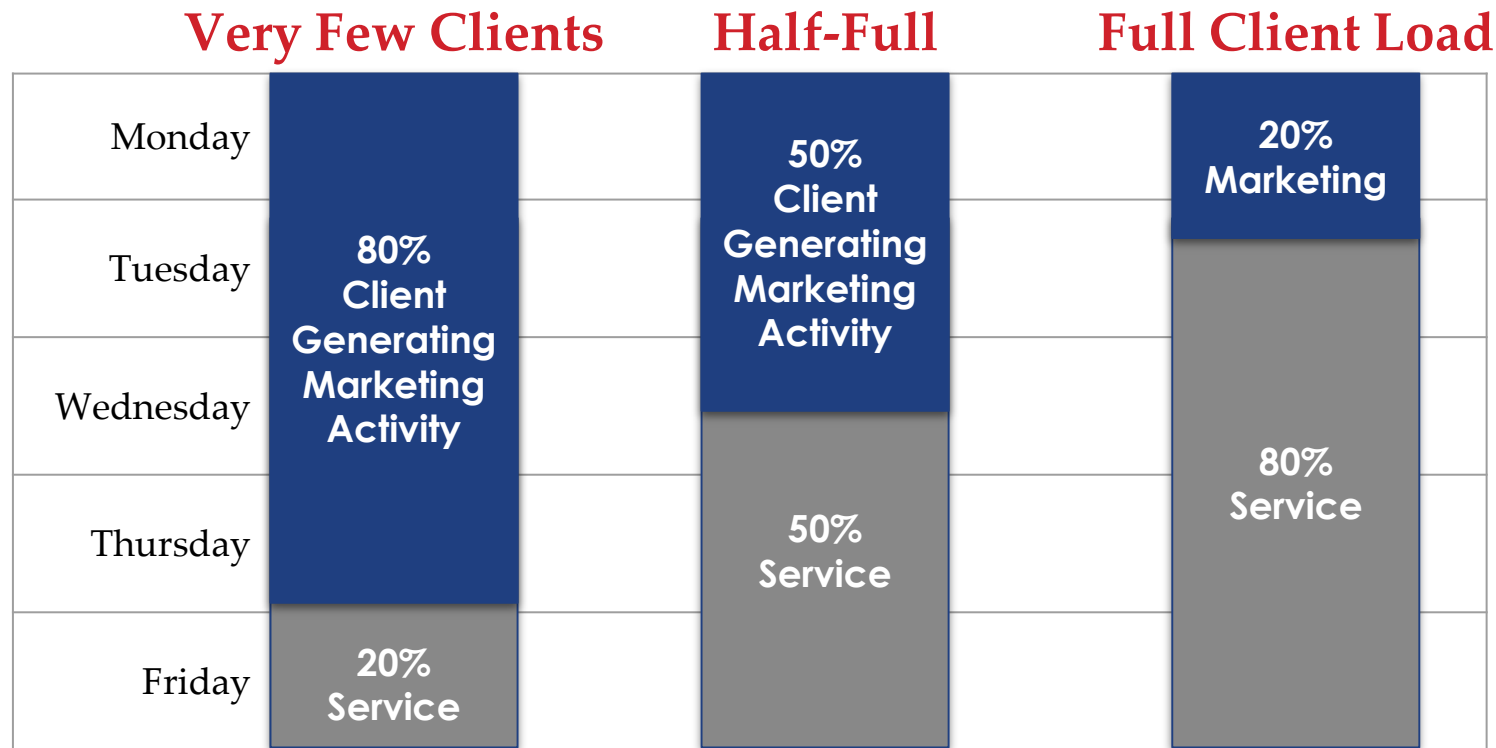 Very Few Clients
Half-Full
Full Client Load
Monday
Tuesday
Wednesday
Thursday
Friday
80%
Client
Generating
Marketing
Activity
20%
Service
50%
Client
Generating
Marketing
Activity
50%
Service
20%
Marketing
80%
Service